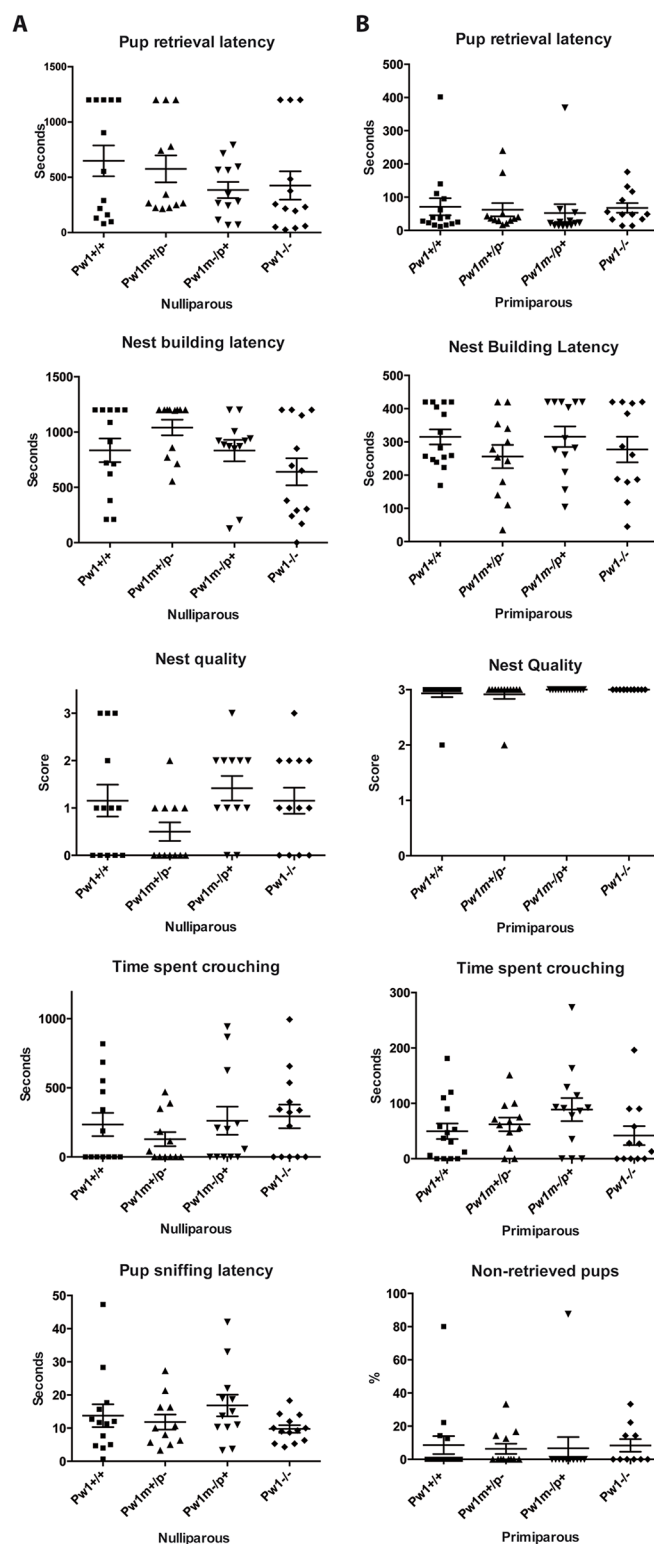 A
Pup retrieval latency
1500
1000
500
0
Seconds
Pw1+/+
Pw1m+/p-
Pw1m-/p+
Pw1-/-
Nulliparous
Nest building latency
1500
1000
500
0
Seconds
Pw1+/+
Pw1m+/p-
Pw1m-/p+
Pw1-/-
Nulliparous
Nest quality
3
2
1
0
Score
Pw1+/+
Pw1m+/p-
Pw1m-/p+
Pw1-/-
Nulliparous
Time spent crouching
1000
500
0
Seconds
Pw1+/+
Pw1m+/p-
Pw1m-/p+
Pw1-/-
Nulliparous
Pup sniffing latency
50
40
30
20
10
0
Seconds
Pw1+/+
Pw1m+/p-
Pw1m-/p+
Pw1-/-
Nulliparous
B
Pup retrieval latency
500
400
300
200
100
0
Seconds
Pw1+/+
Pw1m+/p-
Pw1m-/p+
Pw1-/-
Primiparous
Nest Building Latency
500
400
300
200
100
0
Seconds
Pw1+/+
Pw1m+/p-
Pw1m-/p+
Pw1-/-
Primiparous
Nest Quality
3
2
1
0
Score
Pw1+/+
Pw1m+/p-
Pw1m-/p+
Pw1-/-
Primiparous
Time spent crouching
300
200
100
0
Seconds
Pw1+/+
Pw1m+/p-
Pw1m-/p+
Pw1-/-
Primiparous
Non-retrieved pups
100
80
60
40
20
0
%
Pw1+/+
Pw1m+/p-
Pw1m-/p+
Pw1-/-
Primiparous